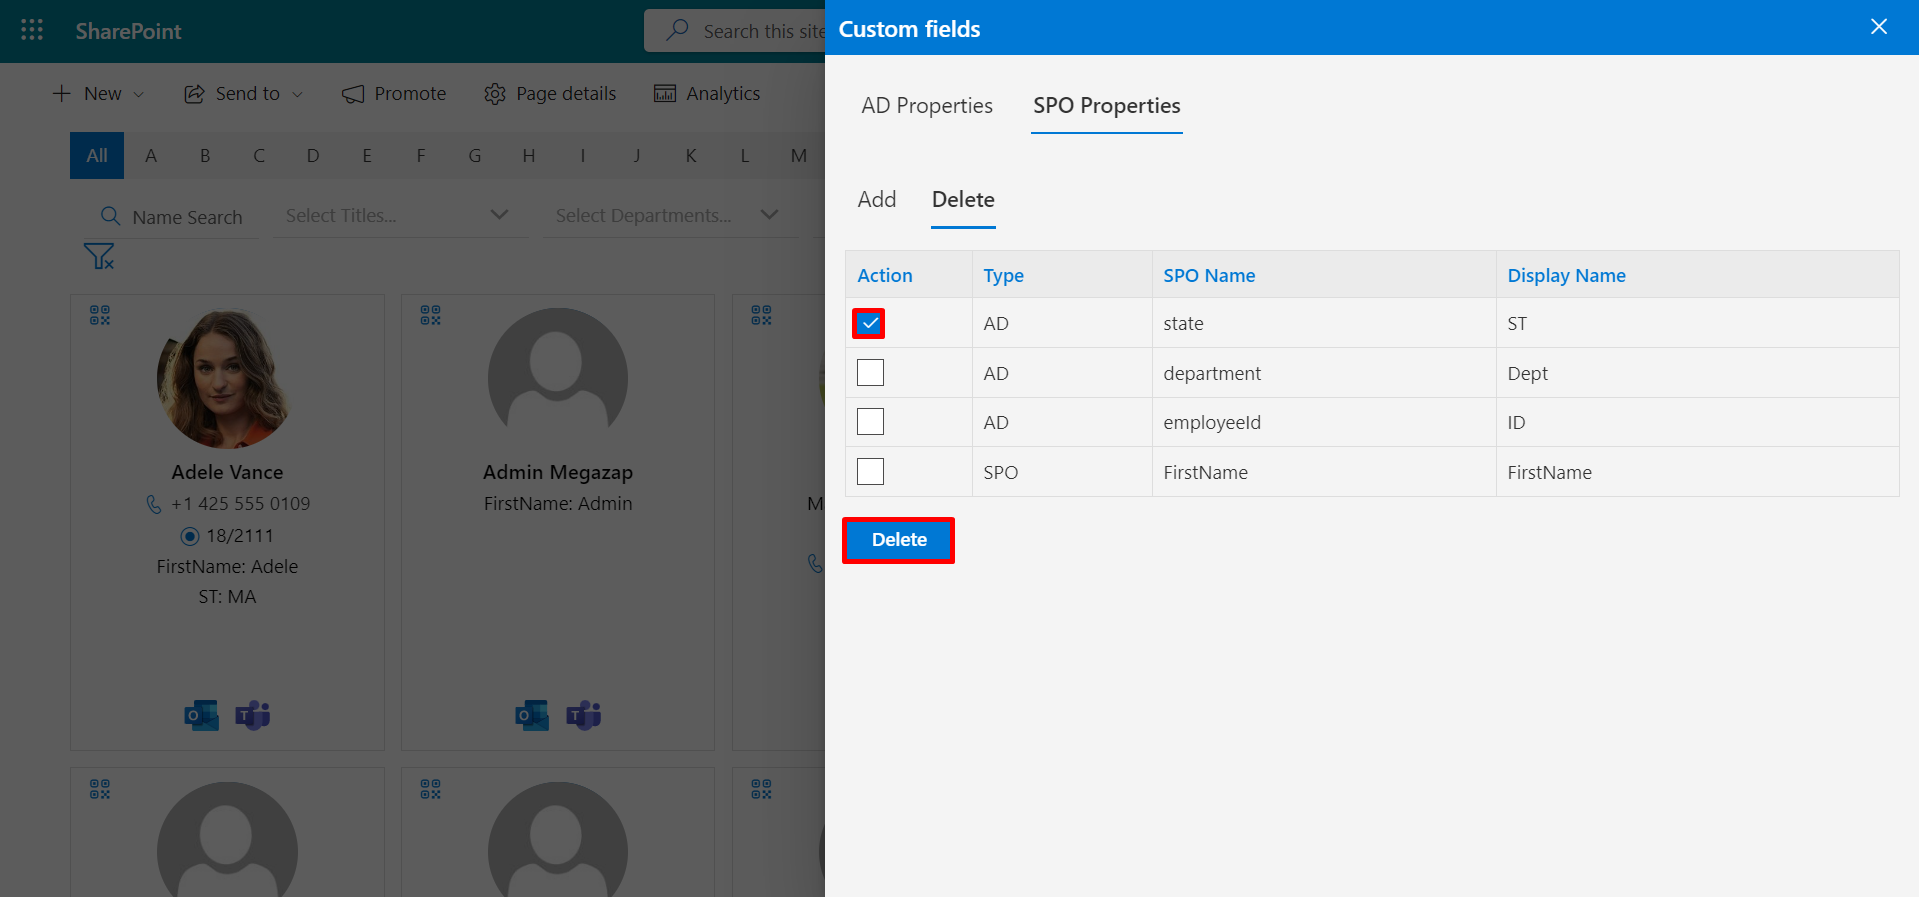 SharePoint
Search this site
New
Send to
Promote
Page details
Analytics
All A B C D E F G H I J K L M
Name Search
Select Titles...
Select Departments...
Adele Vance
+1 425 555 0109
18/2111
FirstName: Adele
ST: MA
Admin Megazap
FirstName: Admin
M
Custom fields
AD Properties
SPO Properties
Add
Delete
Action Type SPO Name Display Name
AD state ST
AD department Dept
AD employeeId ID
SPO FirstName FirstName
Delete